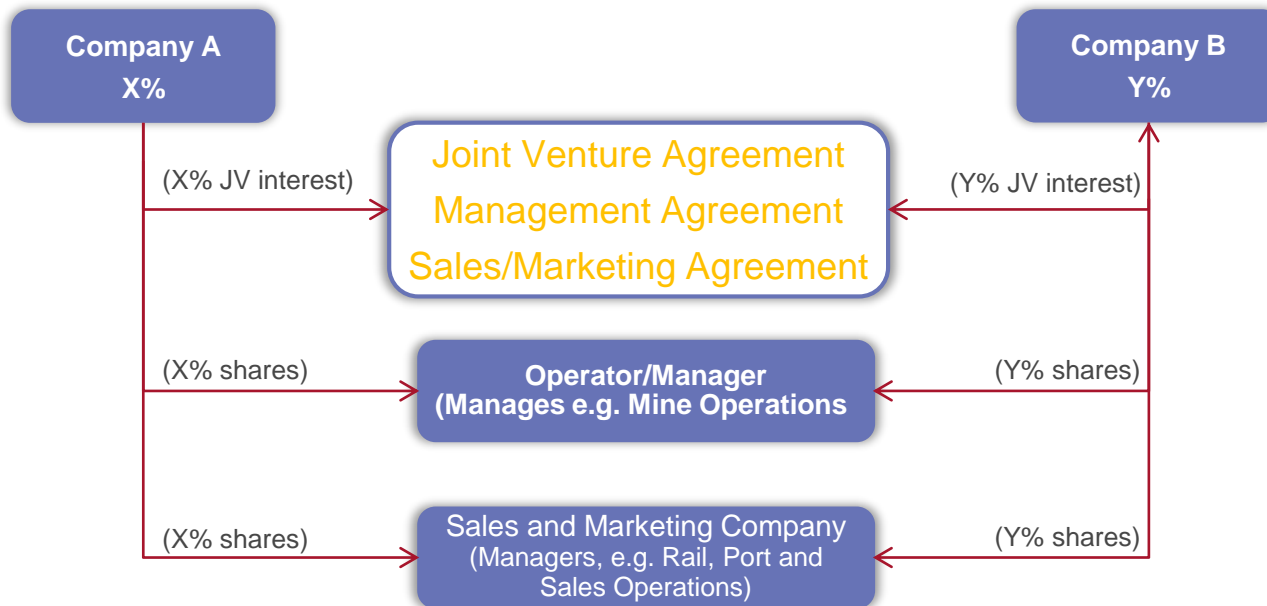 Company A
X%
Company B
Y%
Joint Venture Agreement
Management Agreement
Sales/Marketing Agreement
(X% JV interest)
(Y% JV interest)
(X% shares)
Operator/Manager
(Manages e.g. Mine Operations
(Y% shares)
(X% shares)
Sales and Marketing Company
(Managers, e.g. Rail, Port and
Sales Operations)
(Y% shares)